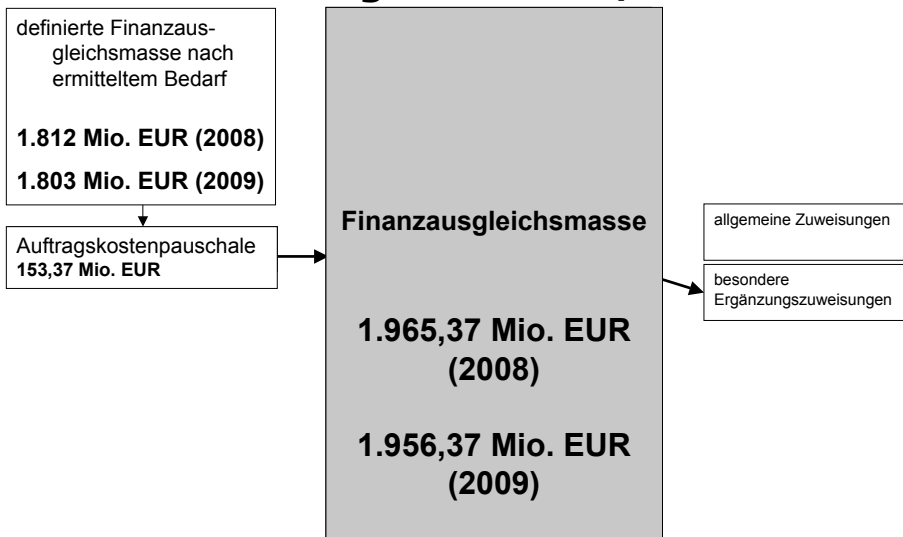 definierte Finanzaus-
gleichsmasse nach
ermitteltem Bedarf
1.812 Mio. EUR (2008)
1.803 Mio. EUR (2009)
Auftragskostenpauschale
153,37 Mio. EUR
Finanzausgleichsmasse
1.965,37 Mio. EUR
(2008)
1.956,37 Mio. EUR
(2009)
allgemeine Zuweisungen
besondere
Ergänzungszuweisungen